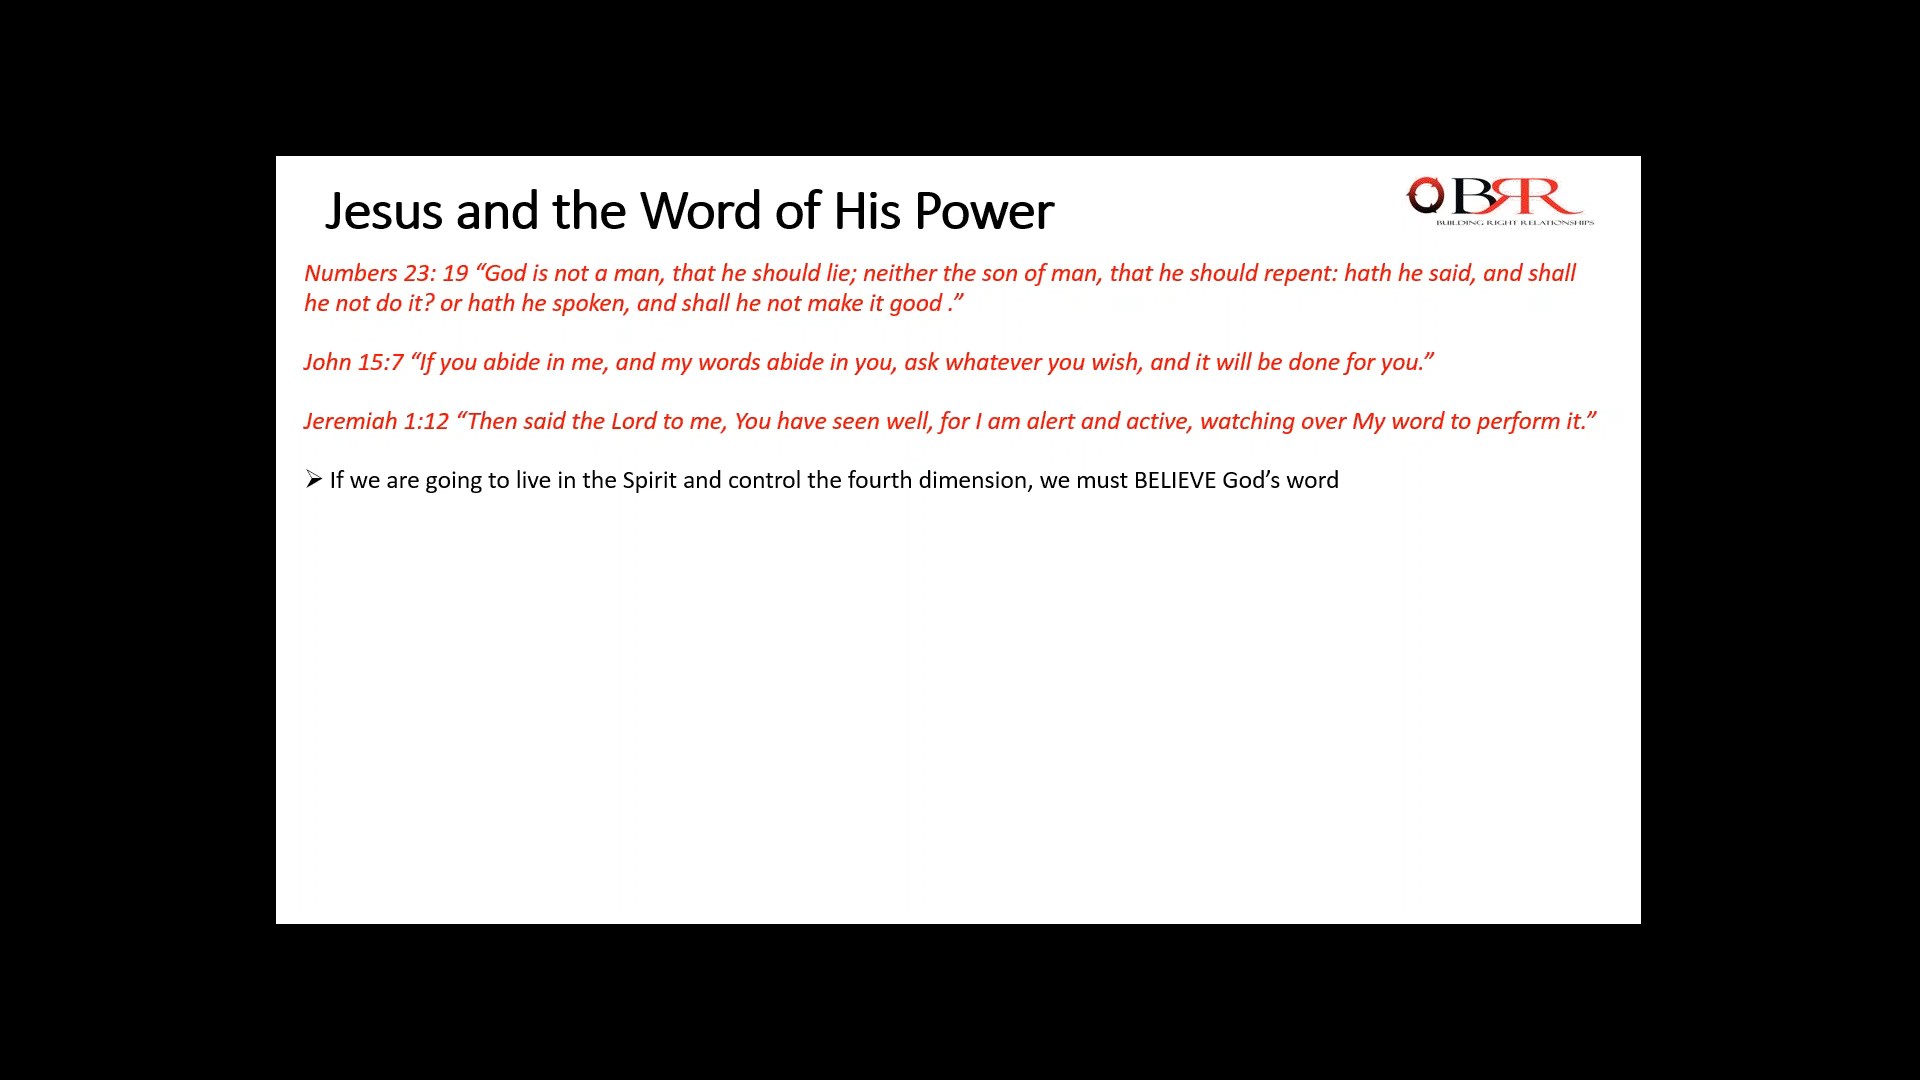 Jesus and the Word of His Power
BRR
BUILDING RIGHT RELATIONSHIPS
Numbers 23: 19 “God is not a man, that he should lie; neither the son of man, that he should repent: hath he said, and shall
he not do it? or hath he spoken, and shall he not make it good .”
John 15:7 “If you abide in me, and my words abide in you, ask whatever you wish, and it will be done for you.”
Jeremiah 1:12 “Then said the Lord to me, You have seen well, for I am alert and active, watching over My word to perform it.”
➢ If we are going to live in the Spirit and control the fourth dimension, we must BELIEVE God’s word